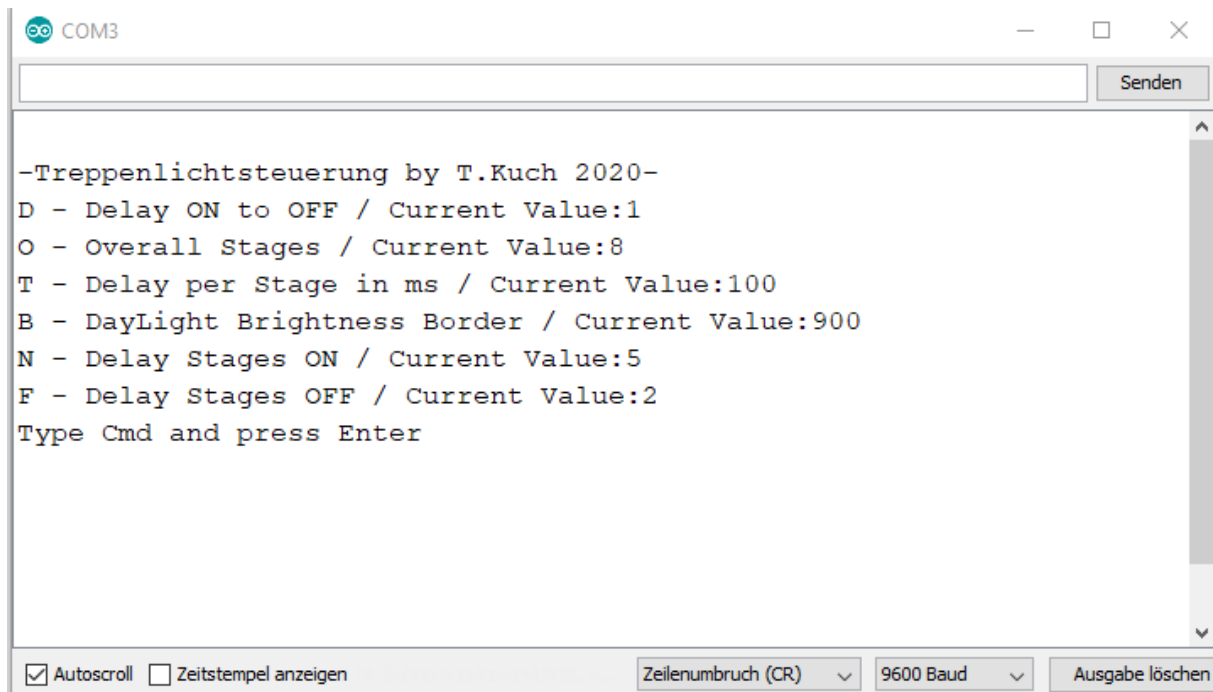 COM3
Senden
-Treppenlichtsteuerung by T.Kuch 2020-
D - Delay ON to OFF / Current Value:1
O - Overall Stages / Current Value:8
T - Delay per Stage in ms / Current Value:100
B - DayLight Brightness Border / Current Value:900
N - Delay Stages ON / Current Value:5
F - Delay Stages OFF / Current Value:2
Type Cmd and press Enter
Autoscroll Zeitstempel anzeigen Zeilenumbruch (CR) 9600 Baud Ausgabe löschen